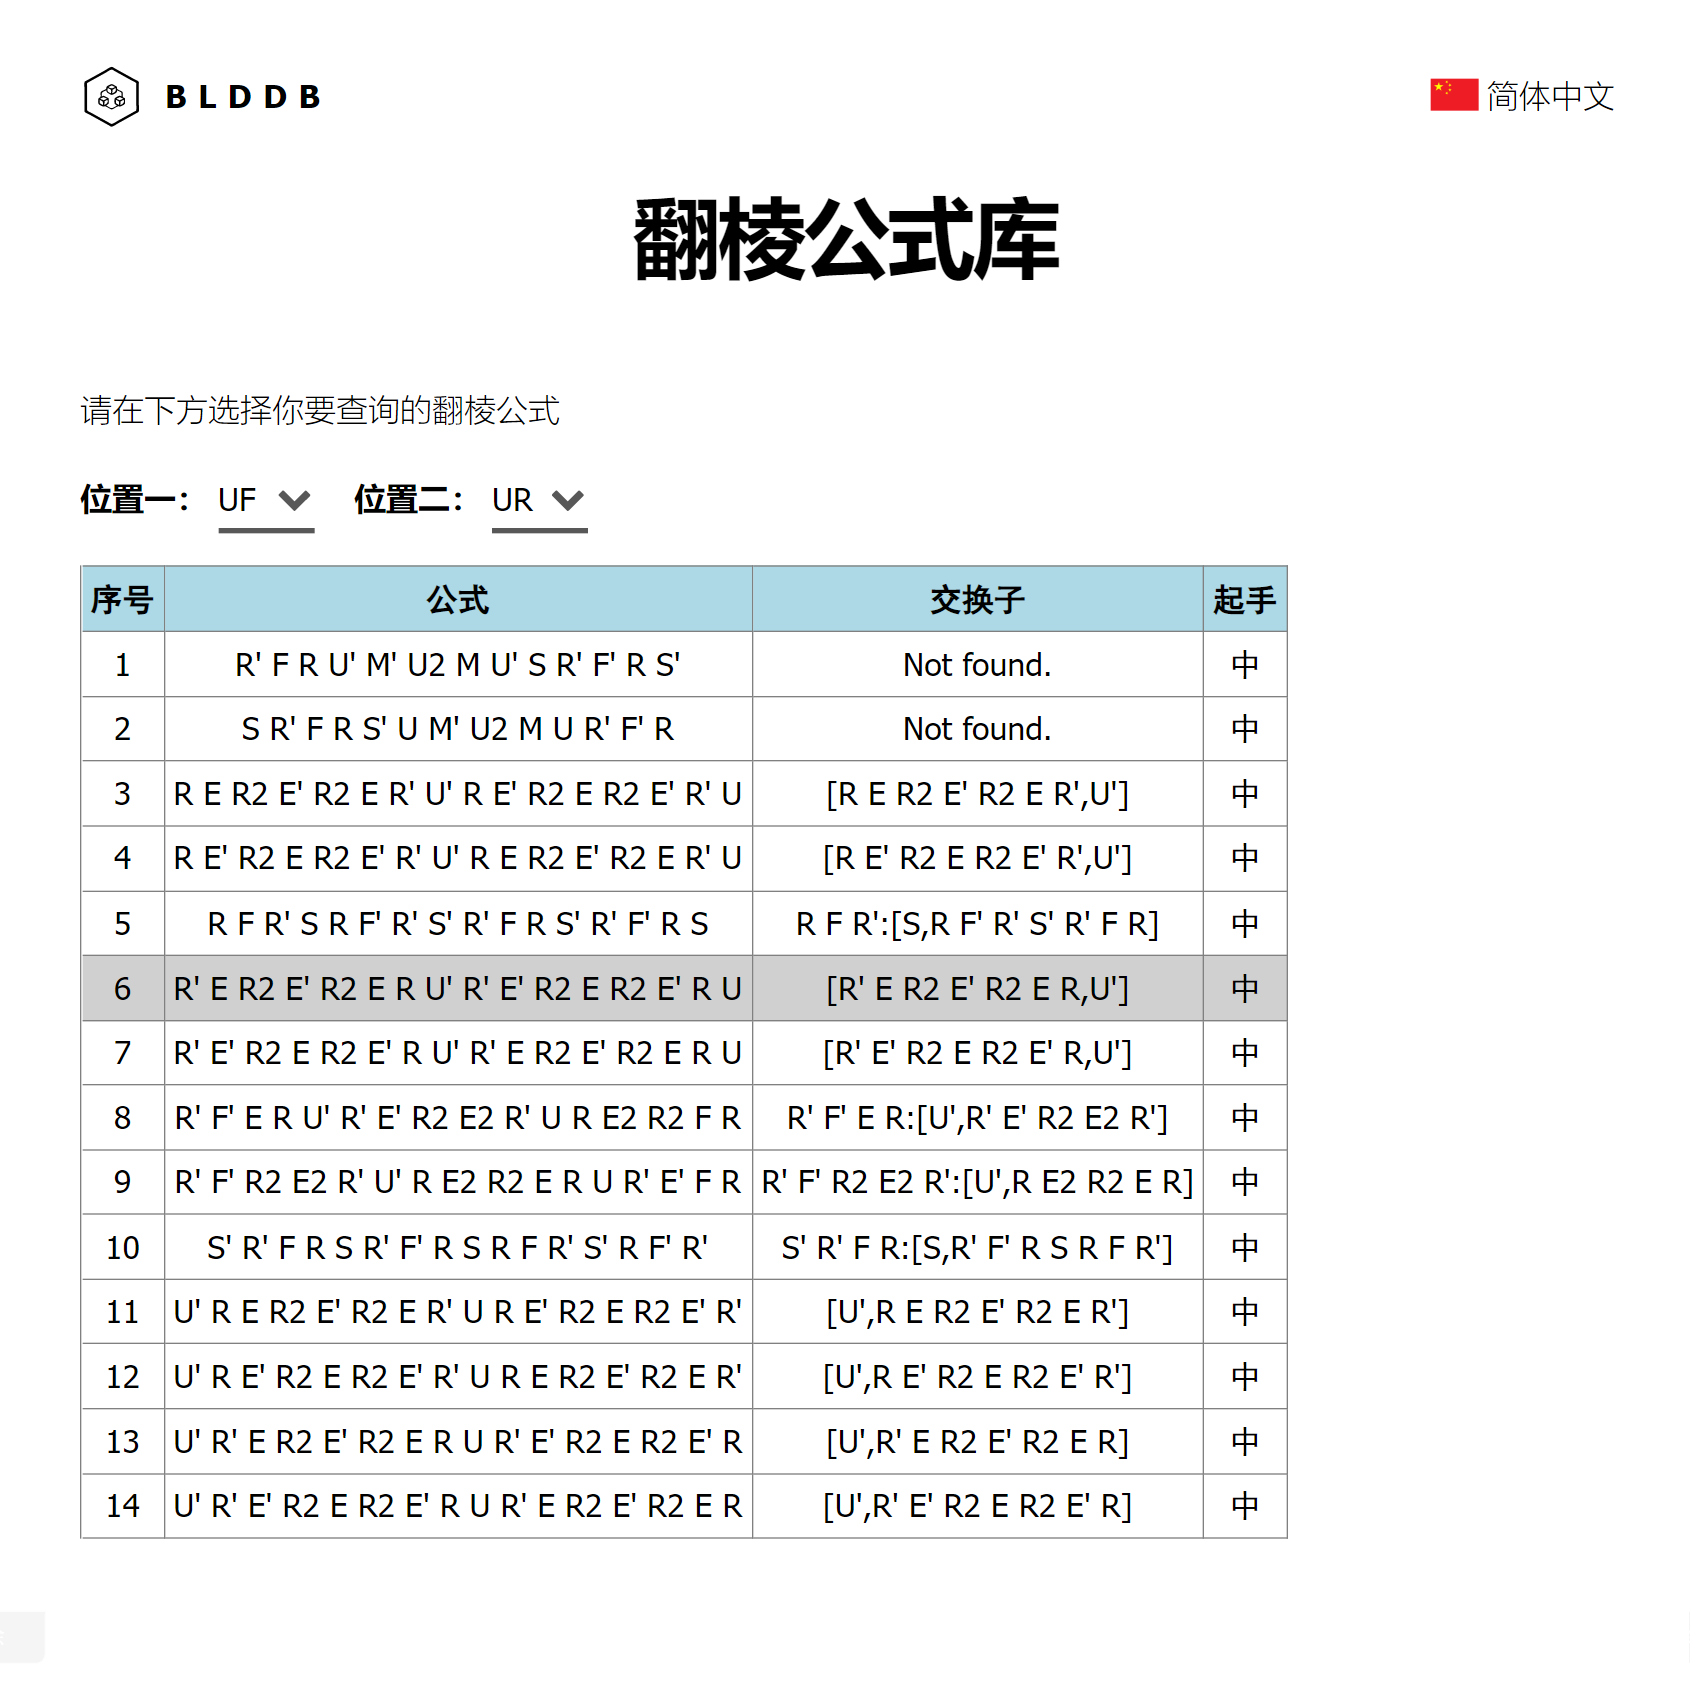 BLDDB
简体中文
翻棱公式库
请在下方选择你要查询的翻棱公式
位置一： UF 位置二： UR
序号 公式 交换子 起手
1 R' F R U' M' U2 M U' S R' F' R S' Not found. 中
2 S R' F R S' U M' U2 M U R' F' R Not found. 中
3 R E R2 E' R2 E R' U' R E' R2 E R2 E' R' U [R E R2 E' R2 E R',U'] 中
4 R E' R2 E R2 E' R' U' R E R2 E' R2 E R' U [R E' R2 E R2 E' R',U'] 中
5 R F R' S R F' R' S' R' F R S' R' F' R S R F R':[S,R F' R' S' R' F R] 中
6 R' E R2 E' R2 E R U' R' E' R2 E R2 E' R U [R' E R2 E' R2 E R,U'] 中
7 R' E' R2 E R2 E' R U' R' E R2 E' R2 E R U [R' E' R2 E R2 E' R,U'] 中
8 R' F' E R U' R' E' R2 E2 R' U R E2 R2 F R R' F' E R:[U',R' E' R2 E2 R'] 中
9 R' F' R2 E2 R' U' R E2 R2 E R U R' E' F R R' F' R2 E2 R':[U',R E2 R2 E R] 中
10 S' R' F R S R' F' R S R F R' S' R F' R' S' R' F R:[S,R' F' R S R F R'] 中
11 U' R E R2 E' R2 E R' U R E' R2 E R2 E' R' [U',R E R2 E' R2 E R'] 中
12 U' R E' R2 E R2 E' R' U R E R2 E' R2 E R' [U',R E' R2 E R2 E' R'] 中
13 U' R' E R2 E' R2 E R U R' E' R2 E R2 E' R [U',R' E R2 E' R2 E R] 中
14 U' R' E' R2 E R2 E' R U R' E R2 E' R2 E R [U',R' E' R2 E R2 E' R] 中